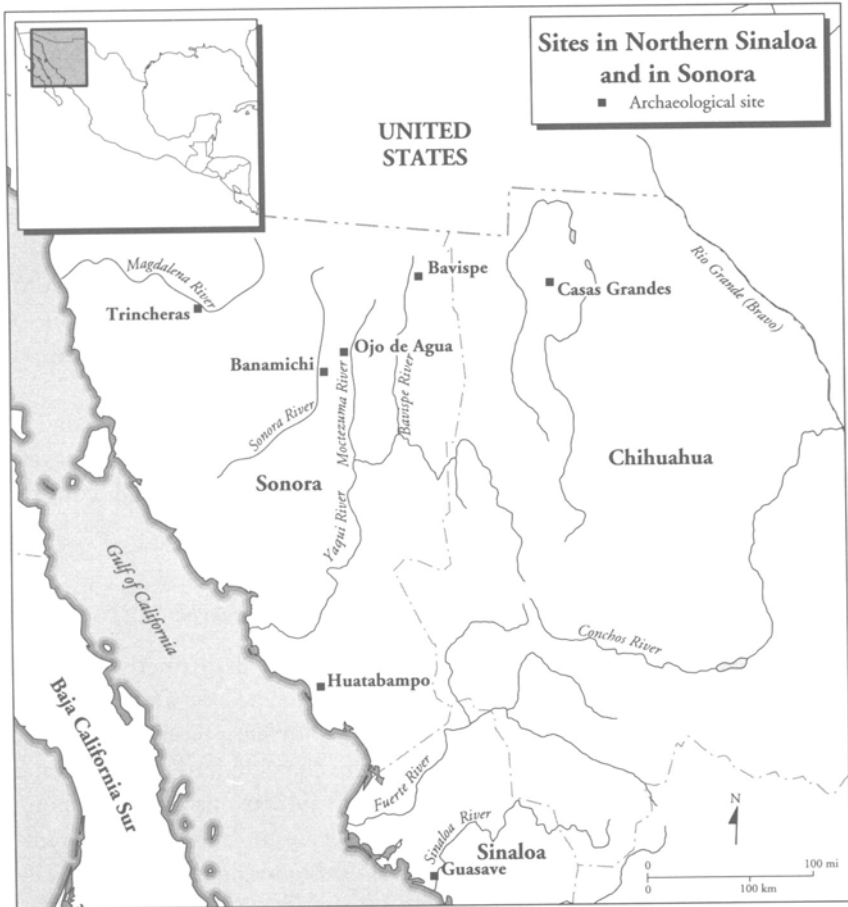 Sites in Northern Sinaloa
and in Sonora
■ Archaeological site
UNITED
STATES
Magdalena River
Trincheras
Bavispe
Casas Grandes
Rio Grande (Bravo)
Banamichi
Ojo de Agua
Sonora River
Moctezuma River
Bavispe River
Chihuahua
Sonora
Yaqui River
Gulf of California
Conchos River
Huatabampo
Baja California Sur
Fuerte River
Sinaloa River
Sinaloa
Guasave
N
0 100 mi
0 100 km